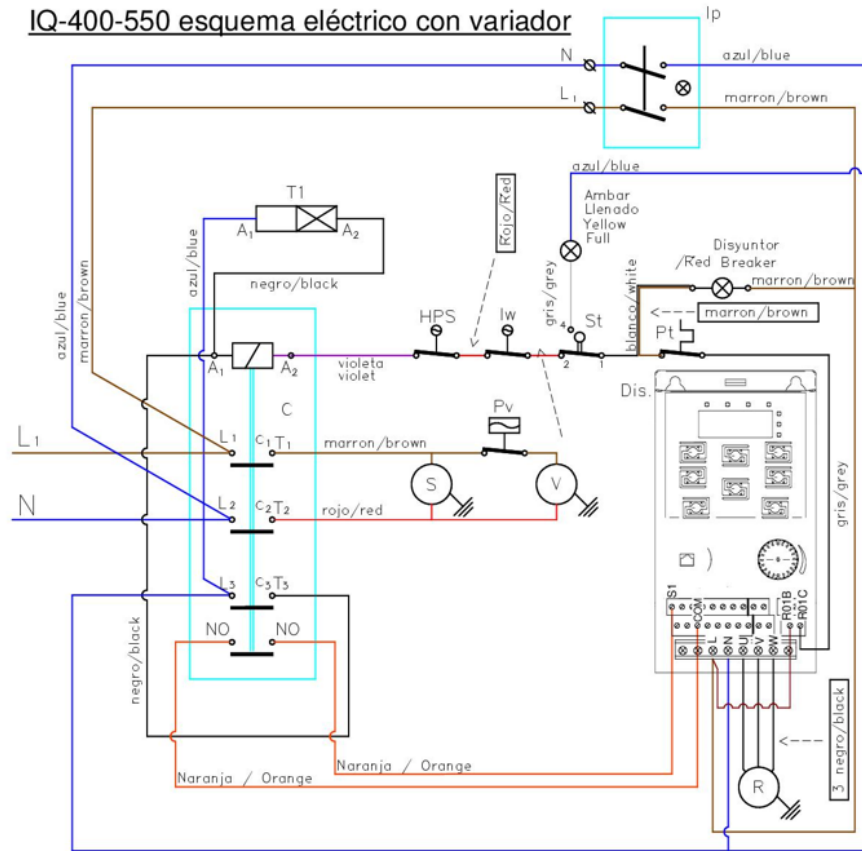 IQ-400-550 esquema eléctrico con variador
Ip
N
azul/blue
L1
marron/brown
azul/blue
Ambar
Llenado
Yellow
Full
T1
A1
A2
Rojo/Red
azul/blue
negro/black
gris/grey
Disyuntor
/Red Breaker
marron/brown
marron/brown
azul/blue
marron/brown
HPS
Iw
4
St
2
1
blanco/white
Pt
A1
A2
violeta
violet
C
Dis.
Pv
L1
L1
C1
T1
marron/brown
S
V
N
L2
C2
T2
rojo/red
gris/grey
L3
C3
T3
NO
NO
S1
COM
R01B
R01C
L
N
U
V
W
negro/black
3 negro/black
Naranja / Orange
Naranja / Orange
R